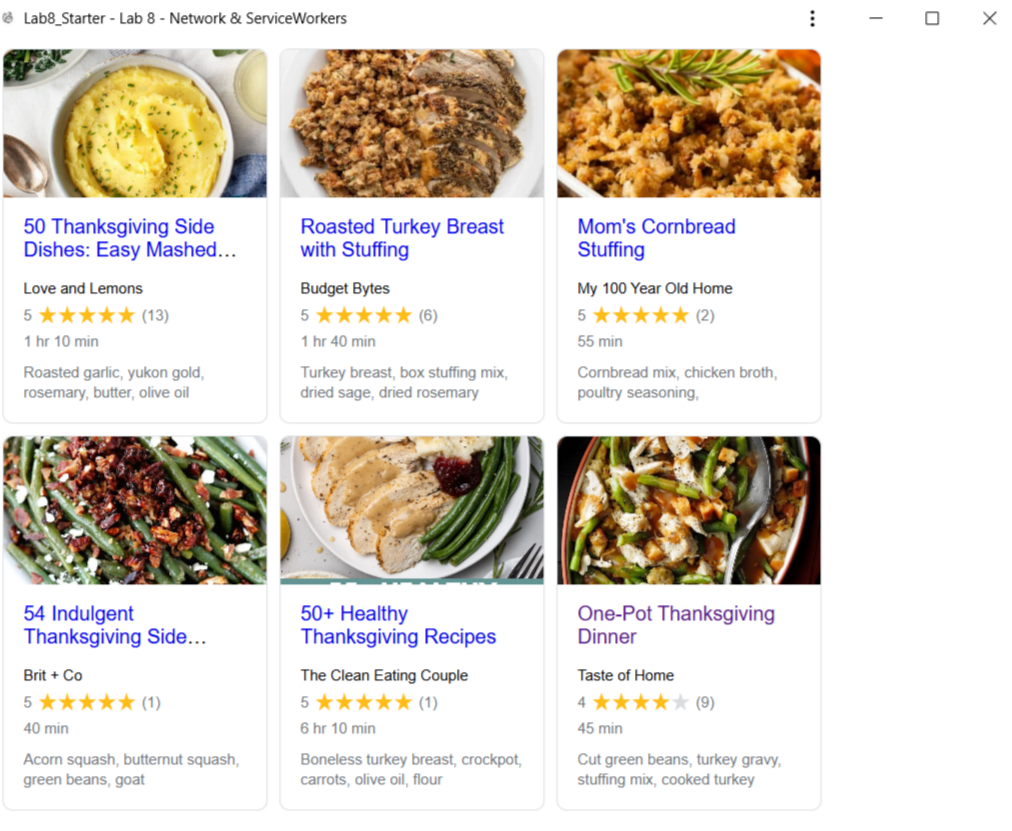 Lab8_Starter - Lab 8 - Network & ServiceWorkers
50 Thanksgiving Side
Dishes: Easy Mashed…
Love and Lemons
5 ★★★★★ (13)
1 hr 10 min
Roasted garlic, yukon gold,
rosemary, butter, olive oil
Roasted Turkey Breast
with Stuffing
Budget Bytes
5 ★★★★★ (6)
1 hr 40 min
Turkey breast, box stuffing mix,
dried sage, dried rosemary
Mom's Cornbread
Stuffing
My 100 Year Old Home
5 ★★★★★ (2)
55 min
Cornbread mix, chicken broth,
poultry seasoning,
54 Indulgent
Thanksgiving Side…
Brit + Co
5 ★★★★★ (1)
40 min
Acorn squash, butternut squash,
green beans, goat
50+ Healthy
Thanksgiving Recipes
The Clean Eating Couple
5 ★★★★★ (1)
6 hr 10 min
Boneless turkey breast, crockpot,
carrots, olive oil, flour
One-Pot Thanksgiving
Dinner
Taste of Home
4 ★★★★★ (9)
45 min
Cut green beans, turkey gravy,
stuffing mix, cooked turkey